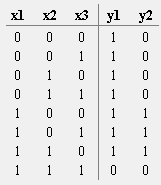 x1 x2 x3 y1 y2
0 0 0 1 0
0 0 1 1 0
0 1 0 1 0
0 1 1 1 0
1 0 0 1 1
1 0 1 1 1
1 1 0 1 1
1 1 1 0 0